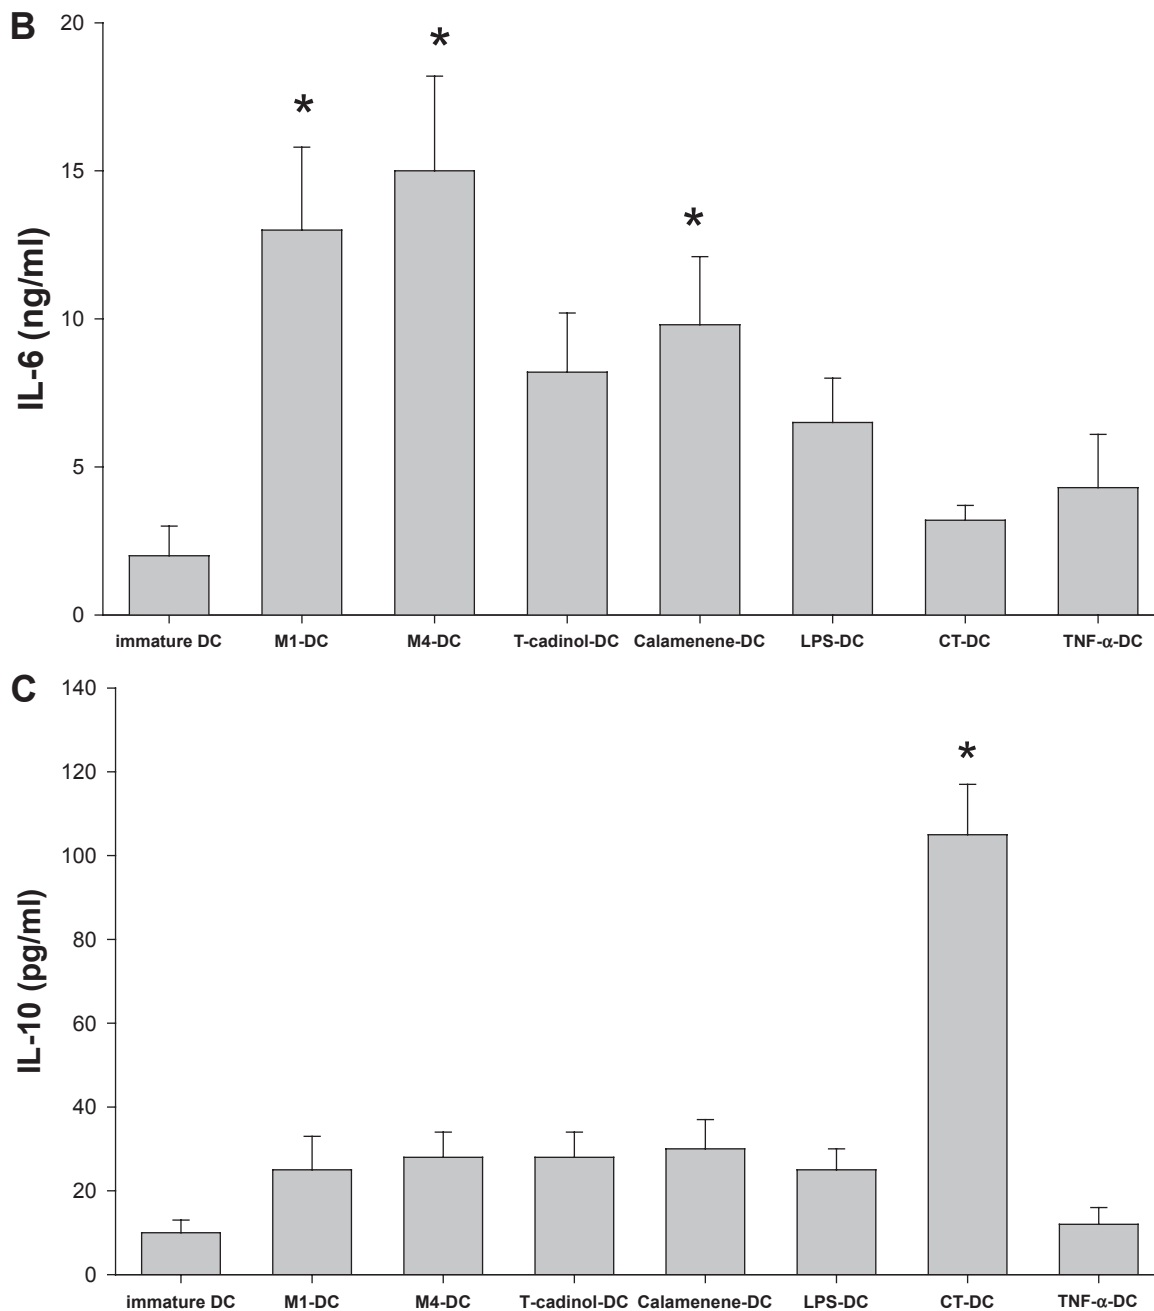 B
20
*
*
15
*
IL-6 (ng/ml)
10
5
0
immature DC M1-DC M4-DC T-cadinol-DC Calamenene-DC LPS-DC CT-DC TNF-α-DC
C
140
*
120
100
IL-10 (pg/ml)
80
60
40
20
0
immature DC M1-DC M4-DC T-cadinol-DC Calamenene-DC LPS-DC CT-DC TNF-α-DC